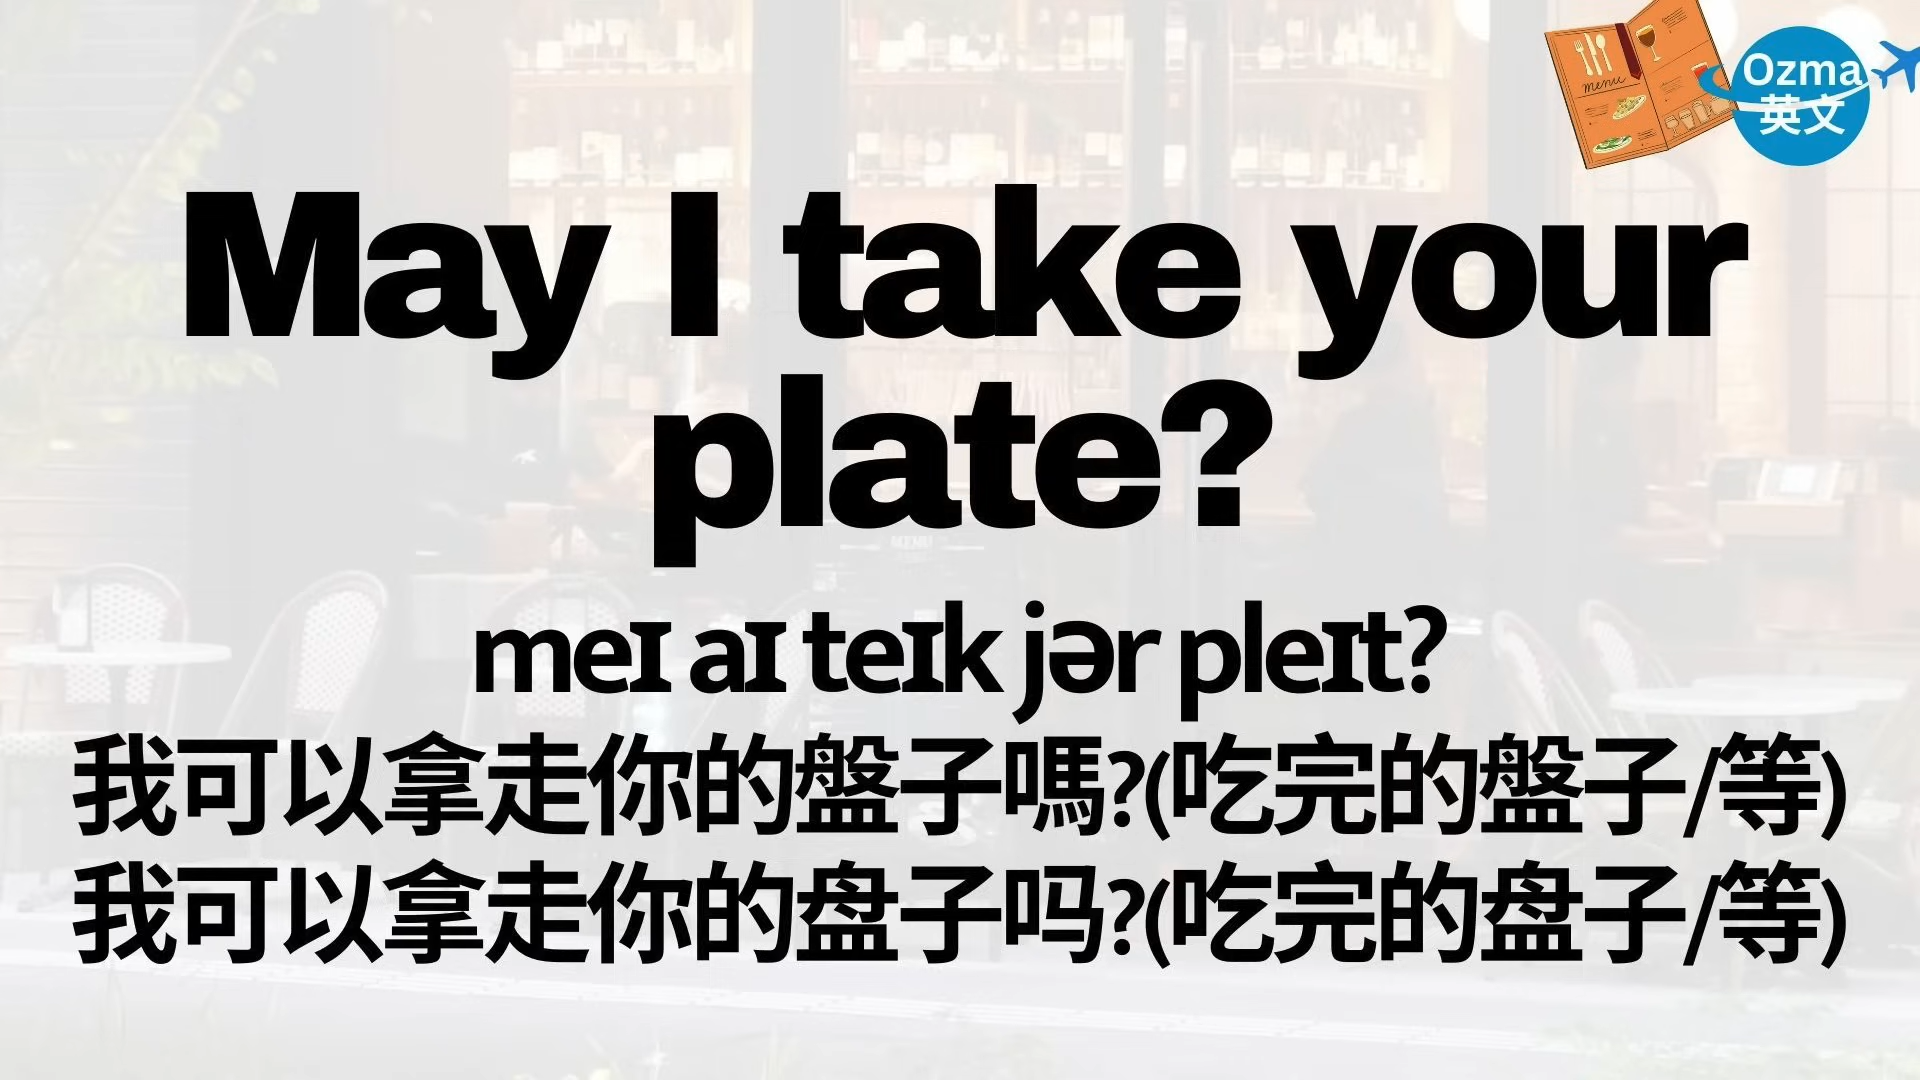 menu
Ozma
英文
May I take your
plate?
meɪ aɪ teɪk jər pleɪt?
我可以拿走你的盤子嗎?(吃完的盤子/等)
我可以拿走你的盘子吗?(吃完的盘子/等)